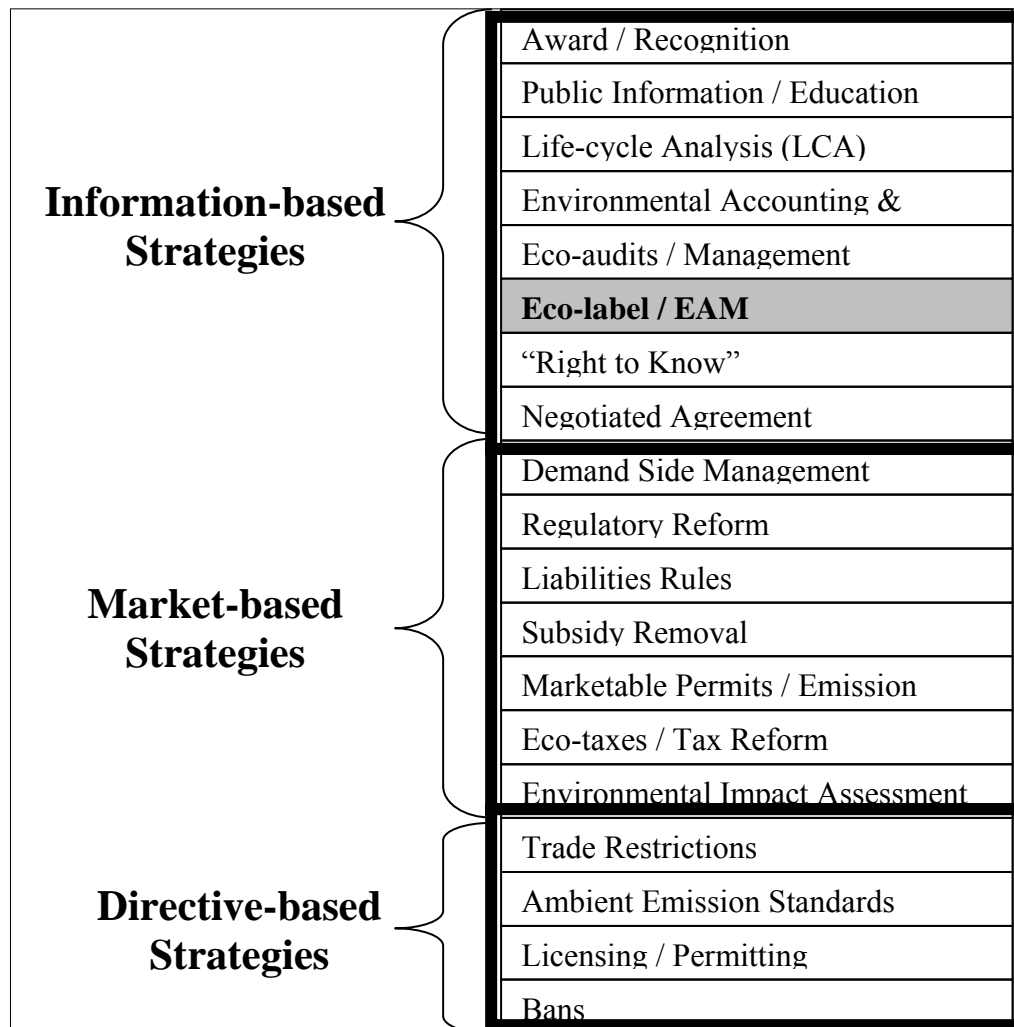 Information-based
Strategies
Award / Recognition
Public Information / Education
Life-cycle Analysis (LCA)
Environmental Accounting &
Eco-audits / Management
Eco-label / EAM
“Right to Know”
Negotiated Agreement
Market-based
Strategies
Demand Side Management
Regulatory Reform
Liabilities Rules
Subsidy Removal
Marketable Permits / Emission
Eco-taxes / Tax Reform
Environmental Impact Assessment
Directive-based
Strategies
Trade Restrictions
Ambient Emission Standards
Licensing / Permitting
Bans